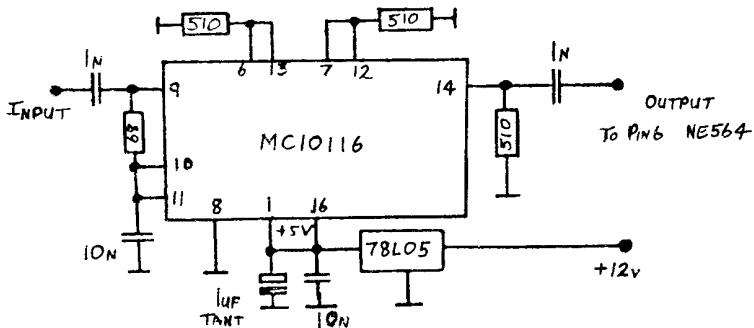 510
510
1N
6
13
7
12
1N
9
14
INPUT
68
510
OUTPUT
TO PIN6 NE564
MC10116
10
11
8
1
16
+5V
10N
78L05
+12V
1UF
TANT
10N